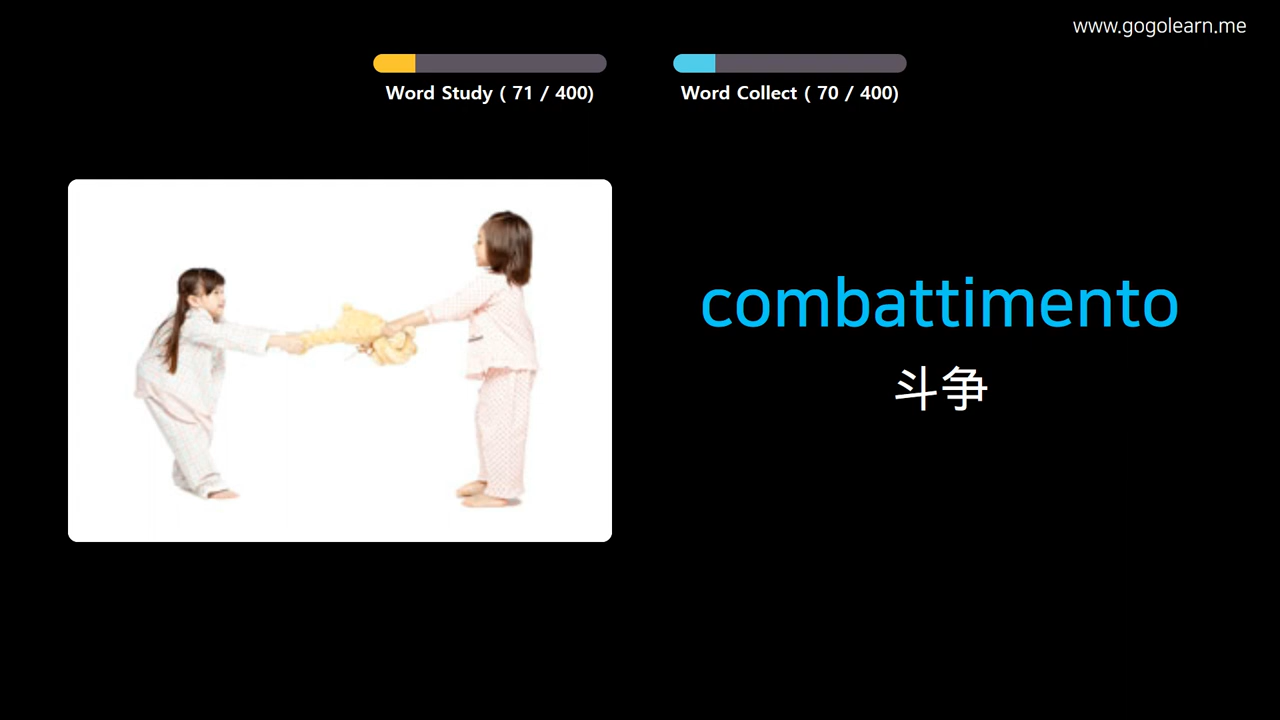 www.gogolearn.me
Word Study ( 71 / 400)
Word Collect ( 70 / 400)
combattimento
斗争